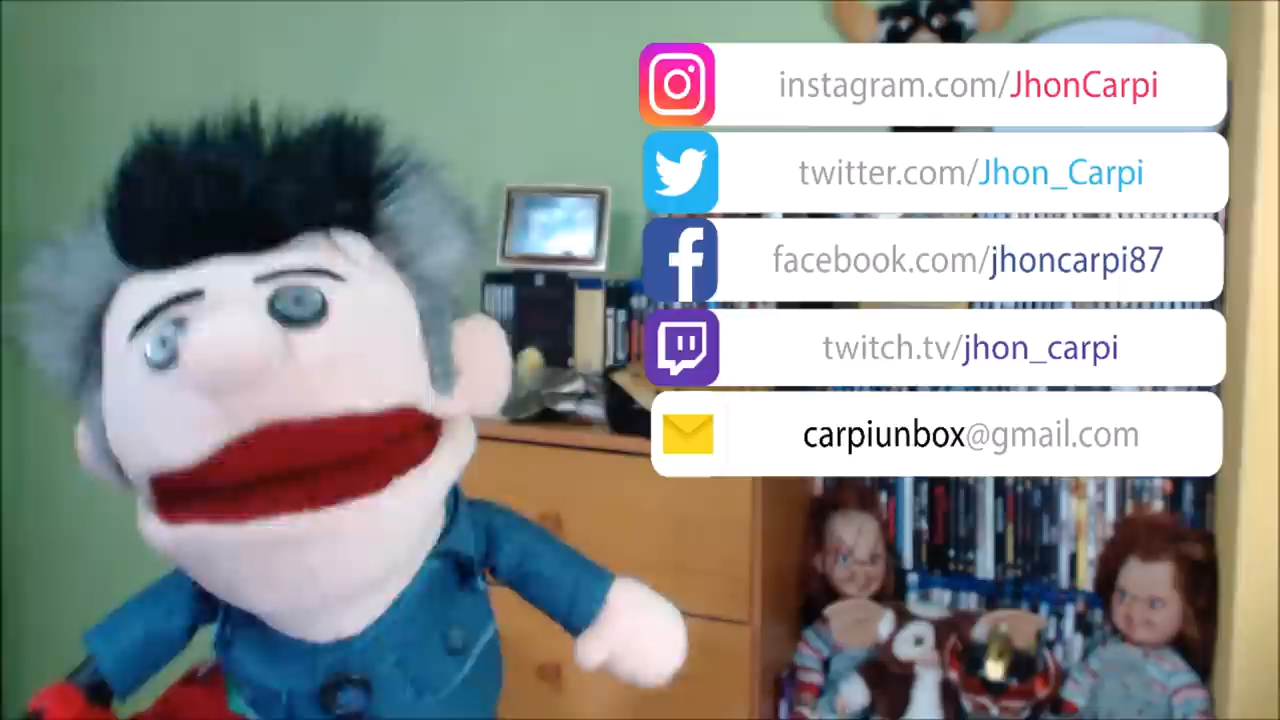 instagram.com/JhonCarpi
twitter.com/Jhon_Carpi
facebook.com/jhoncarpi87
twitch.tv/jhon_carpi
carpiunbox@gmail.com